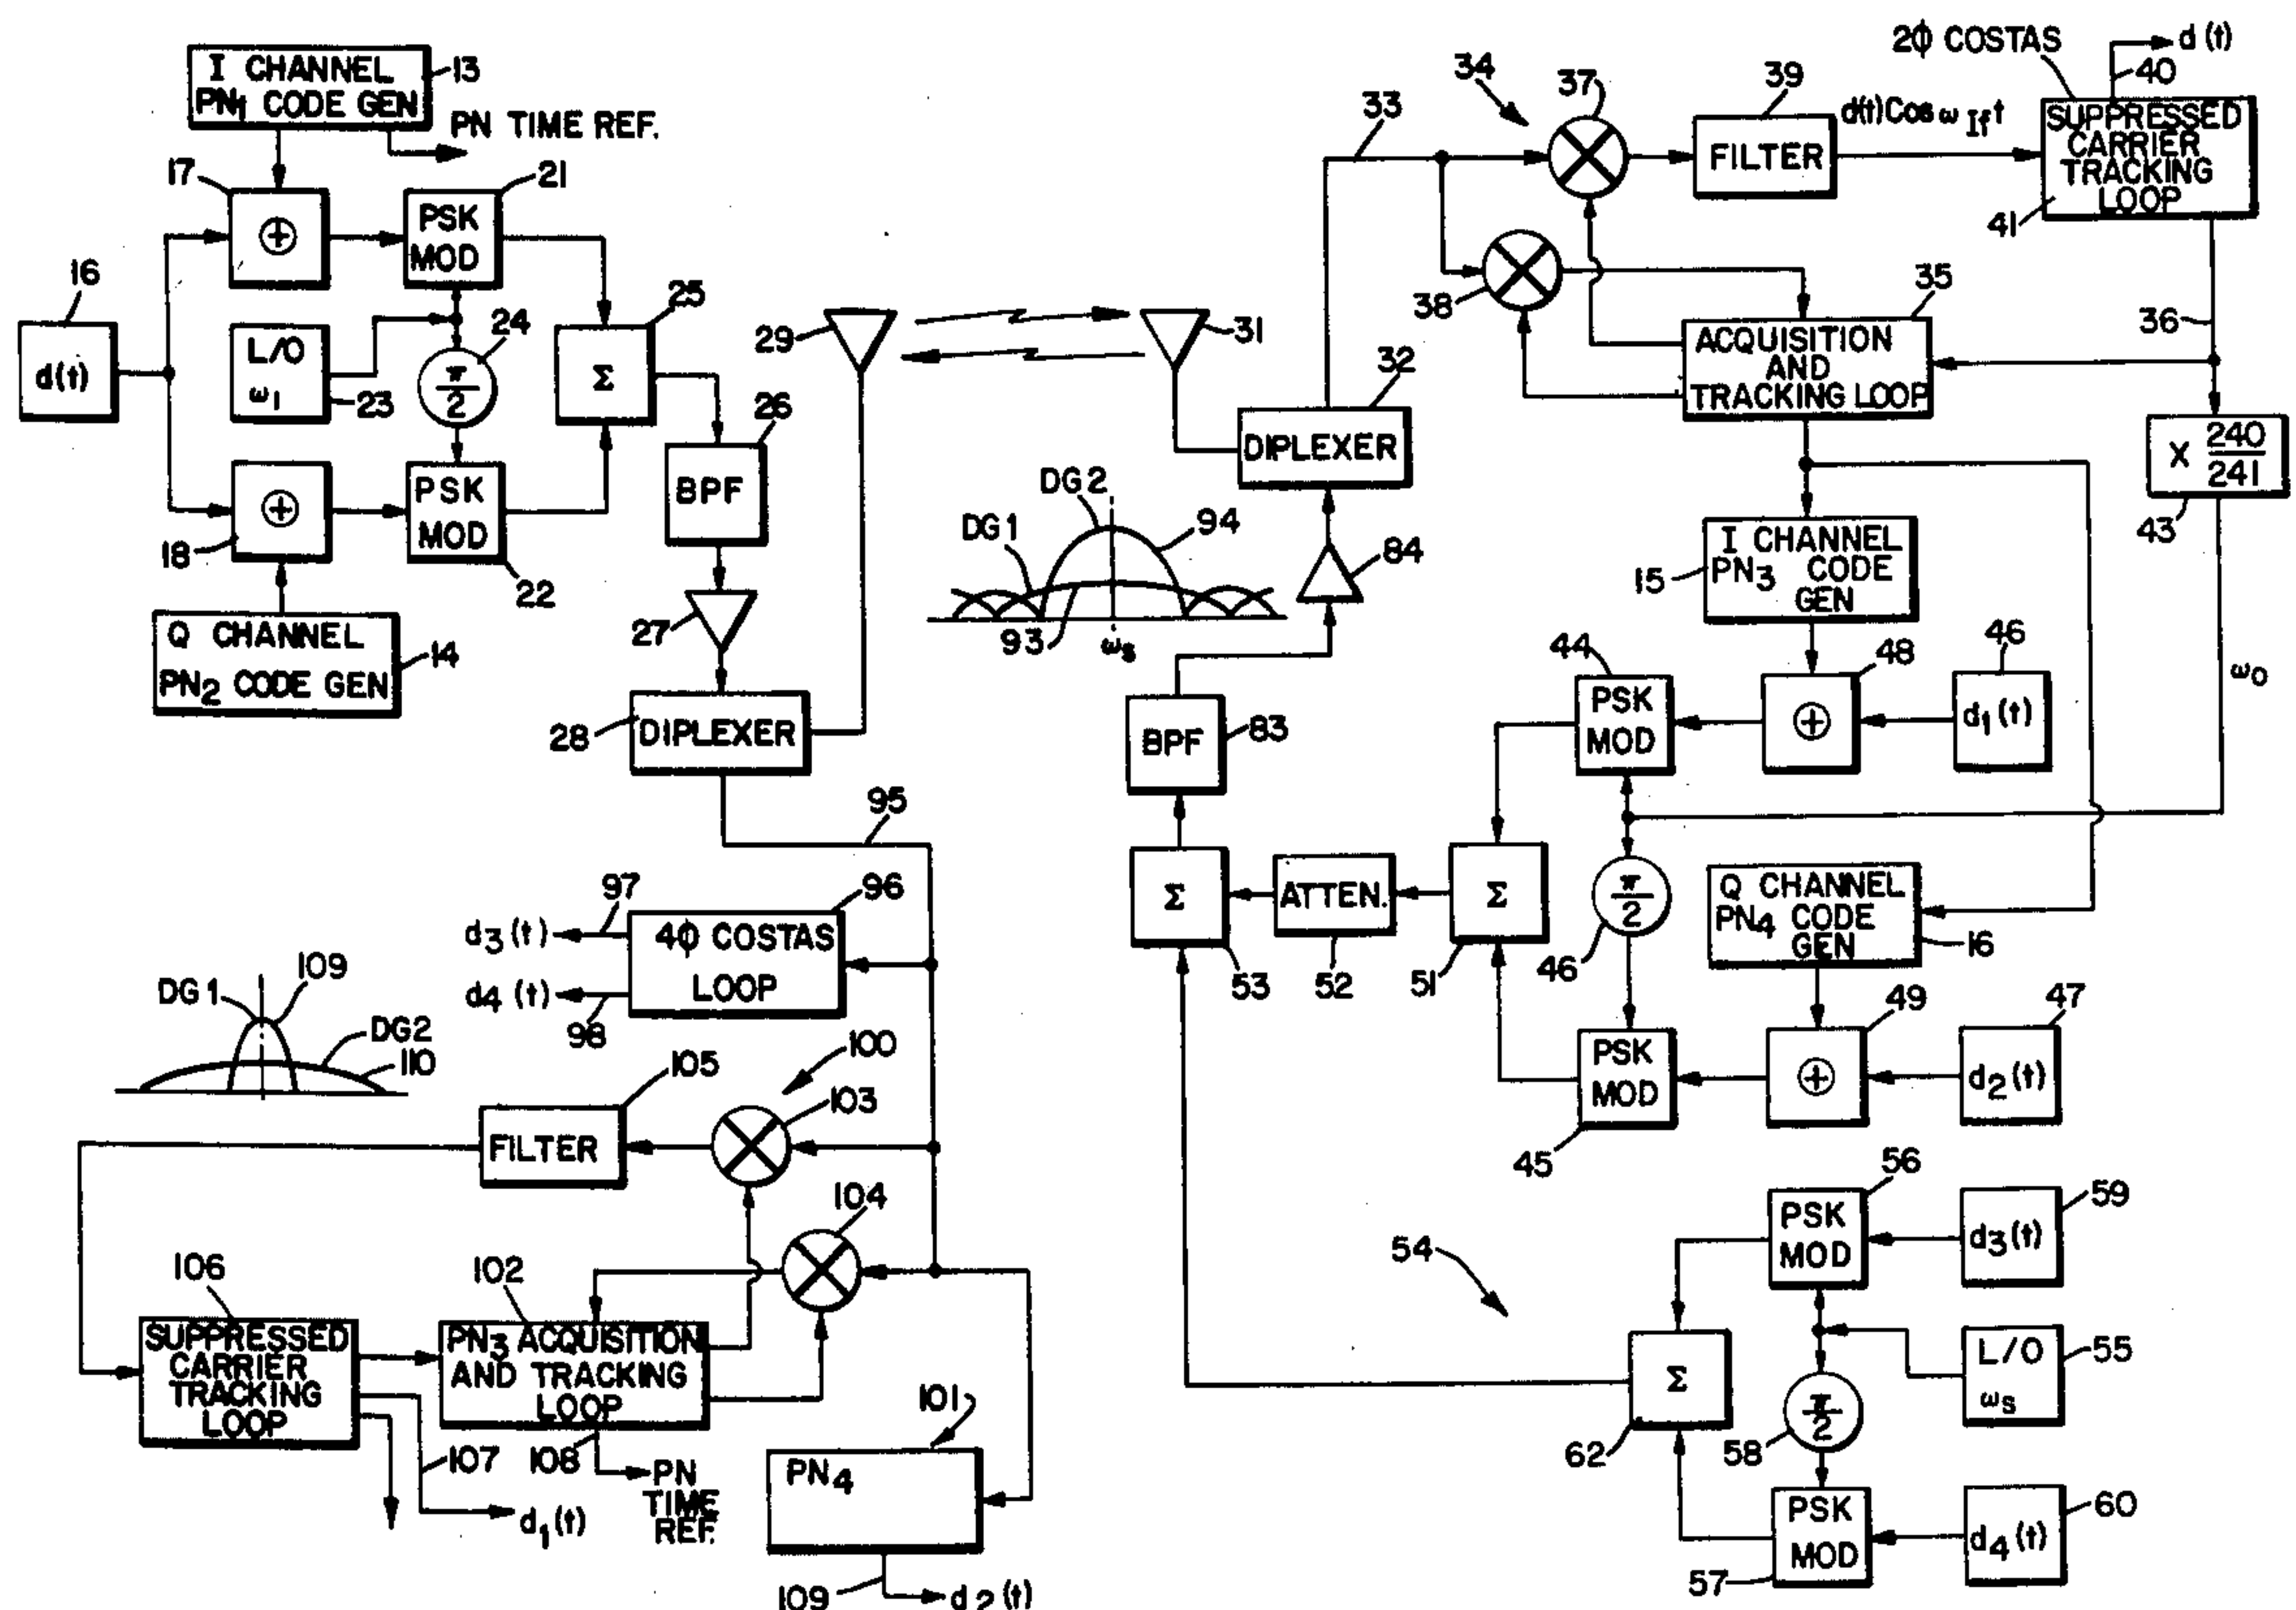 I CHANNEL
PN1 CODE GEN
13
PN TIME REF.
17
⊕
21
PSK
MOD
16
d(t)
L/O
ω1
23
24
π/2
25
Σ
26
BPF
18
⊕
PSK
MOD
22
Q CHANNEL
PN2 CODE GEN
14
27
28
DIPLEXER
29
31
32
DIPLEXER
33
34
37
38
39
FILTER
d(t)Cos ω If t
2ϕ COSTAS
d(t)
40
SUPPRESSED
CARRIER
TRACKING
LOOP
41
35
ACQUISITION
AND
TRACKING LOOP
36
X 240/241
43
ω0
DG2
DG1
94
93
ωs
84
I CHANNEL
PN3 CODE
GEN
15
44
PSK
MOD
48
⊕
46
d1(t)
BPF
83
Σ
53
ATTEN.
52
Σ
51
π/2
46
Q CHANNEL
PN4 CODE
GEN
16
PSK
MOD
45
49
⊕
47
d2(t)
95
97
96
d3(t)
4ϕ COSTAS
LOOP
d4(t)
98
DG1
109
DG2
110
100
105
FILTER
103
104
106
SUPPRESSED
CARRIER
TRACKING
LOOP
102
PN3 ACQUISITION
AND TRACKING
LOOP
107
d1(t)
108
PN
TIME
REF.
101
PN4
109
d2(t)
54
56
PSK
MOD
59
d3(t)
Σ
62
L/O
ωs
55
π/2
58
PSK
MOD
57
60
d4(t)